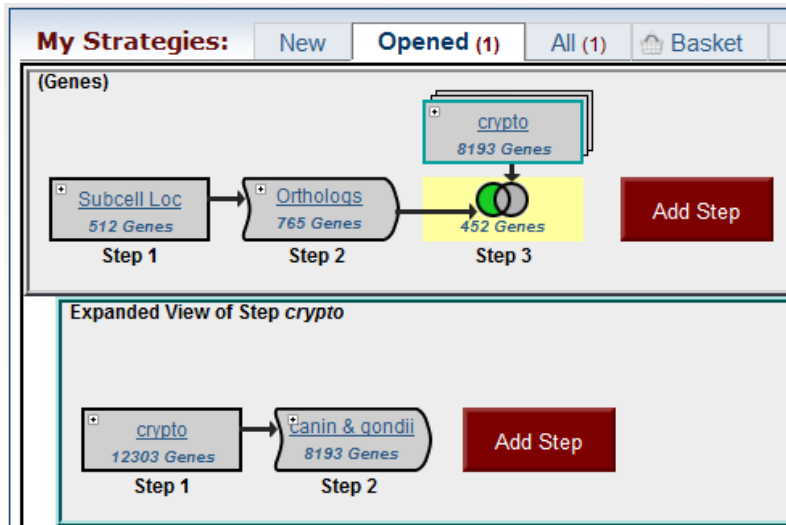 My Strategies: New Opened (1) All (1) Basket
(Genes)
crypto
8193 Genes
Subcell Loc
512 Genes
Step 1
Orthologs
765 Genes
Step 2
452 Genes
Step 3
Add Step
Expanded View of Step crypto
crypto
12303 Genes
Step 1
canin & gondii
8193 Genes
Step 2
Add Step